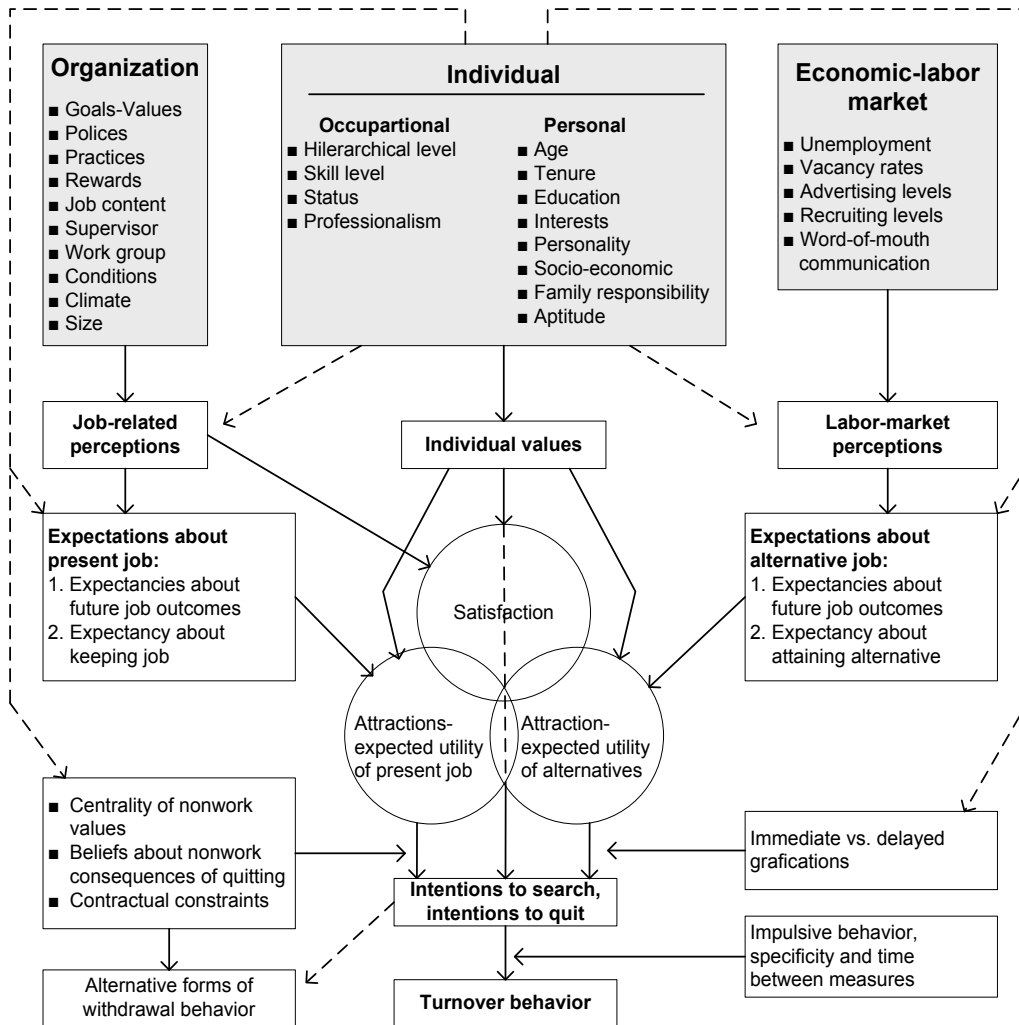 Organization
■ Goals-Values
■ Polices
■ Practices
■ Rewards
■ Job content
■ Supervisor
■ Work group
■ Conditions
■ Climate
■ Size
Individual
Occupartional
■ Hilerarchical level
■ Skill level
■ Status
■ Professionalism
Personal
■ Age
■ Tenure
■ Education
■ Interests
■ Personality
■ Socio-economic
■ Family responsibility
■ Aptitude
Economic-labor
market
■ Unemployment
■ Vacancy rates
■ Advertising levels
■ Recruiting levels
■ Word-of-mouth
communication
Job-related
perceptions
Individual values
Labor-market
perceptions
Expectations about
present job:
1. Expectancies about
future job outcomes
2. Expectancy about
keeping job
Satisfaction
Expectations about
alternative job:
1. Expectancies about
future job outcomes
2. Expectancy about
attaining alternative
Attractions-
expected utility
of present job
Attraction-
expected utility of
of alternatives
■ Centrality of nonwork
values
■ Beliefs about nonwork
consequences of quitting
■ Contractual constraints
Immediate vs. delayed
grafications
Intentions to search,
intentions to quit
Impulsive behavior,
specificity and time
between measures
Alternative forms of
withdrawal behavior
Turnover behavior